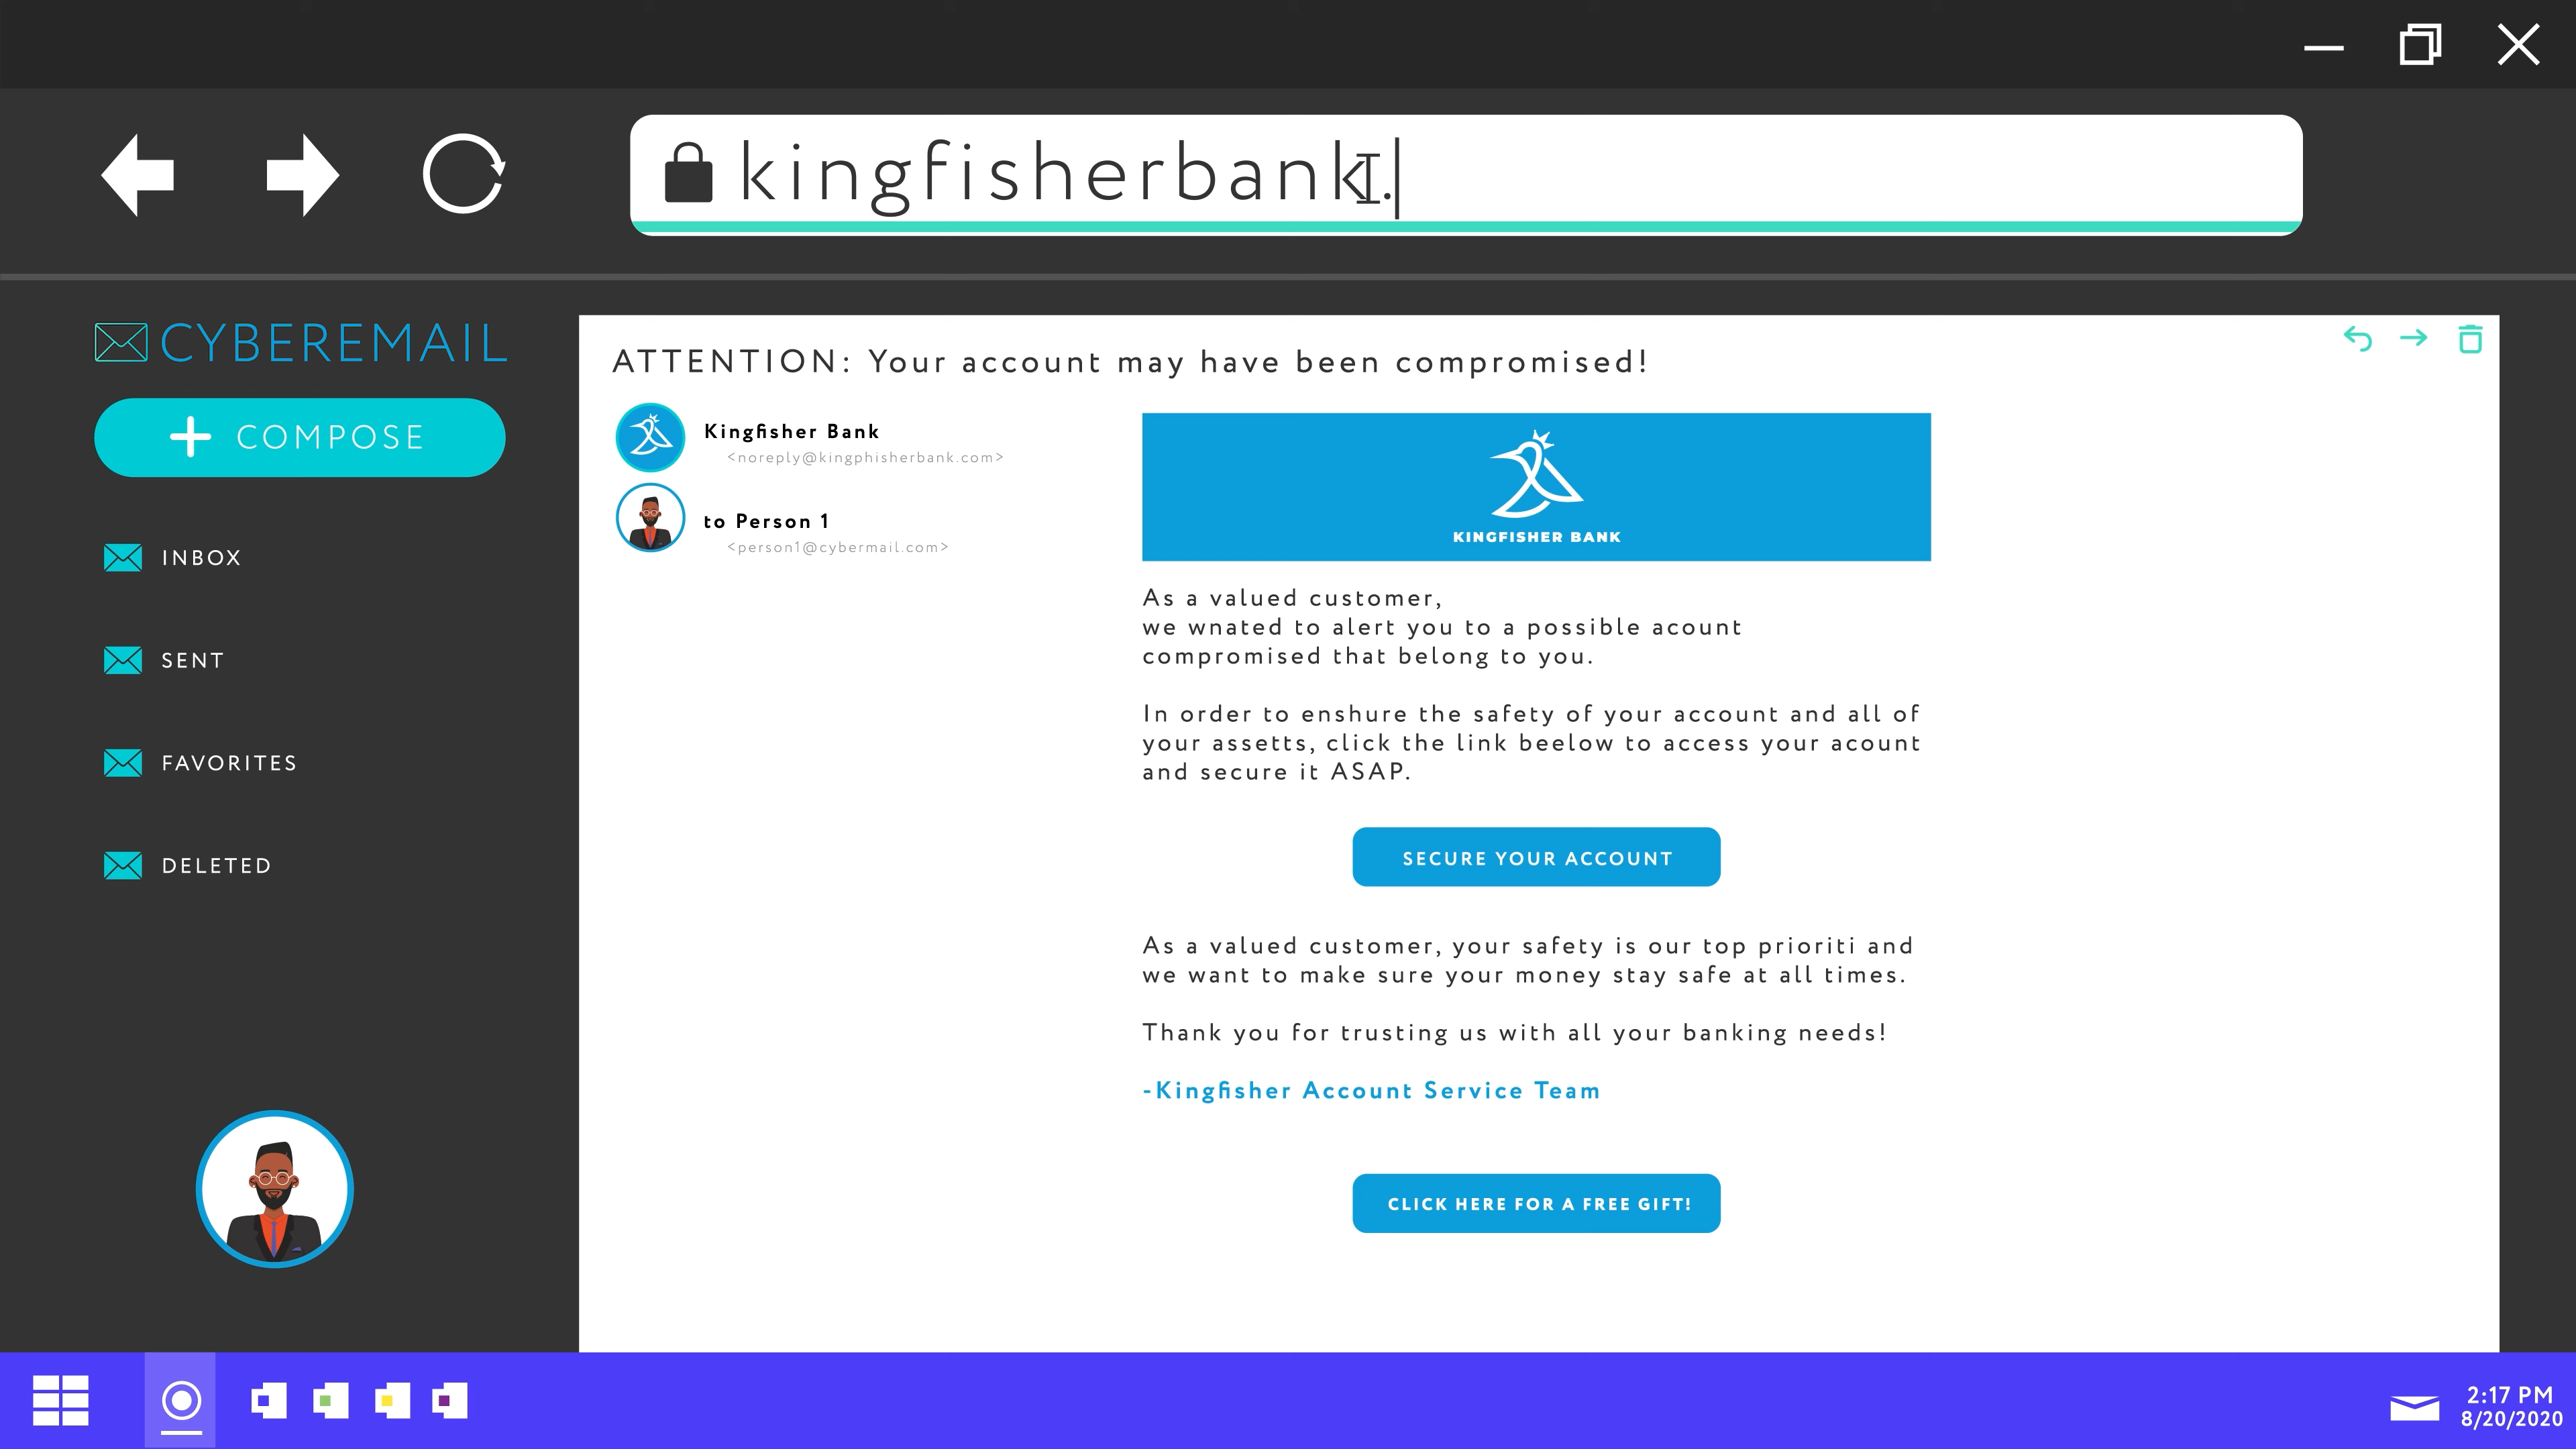 kingfisherbank.
CYBEREMAIL
COMPOSE
INBOX
SENT
FAVORITES
DELETED
ATTENTION: Your account may have been compromised!
Kingfisher Bank
<noreply@kingphisherbank.com>
to Person 1
<person1@cybermail.com>
KINGFISHER BANK
As a valued customer,
we wnated to alert you to a possible acount
compromised that belong to you.
In order to enshure the safety of your account and all of
your assetts, click the link beelow to access your acount
and secure it ASAP.
SECURE YOUR ACCOUNT
As a valued customer, your safety is our top prioriti and
we want to make sure your money stay safe at all times.
Thank you for trusting us with all your banking needs!
-Kingfisher Account Service Team
CLICK HERE FOR A FREE GIFT!
2:17 PM
8/20/2020